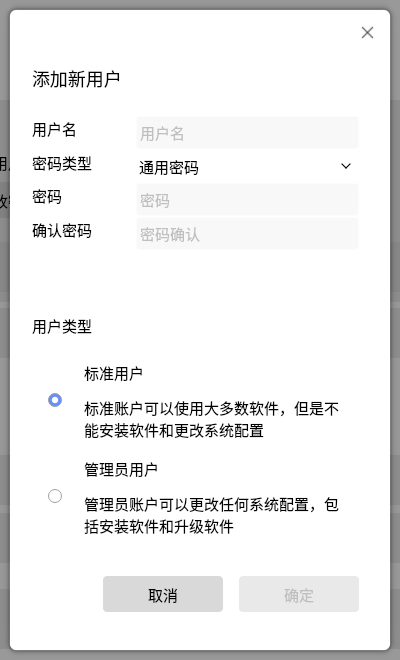 添加新用户
用户名 用户名
密码类型 通用密码
密码 密码
确认密码 密码确认
用户类型
标准用户
标准账户可以使用大多数软件，但是不
能安装软件和更改系统配置
管理员用户
管理员账户可以更改任何系统配置，包
括安装软件和升级软件
取消 确定